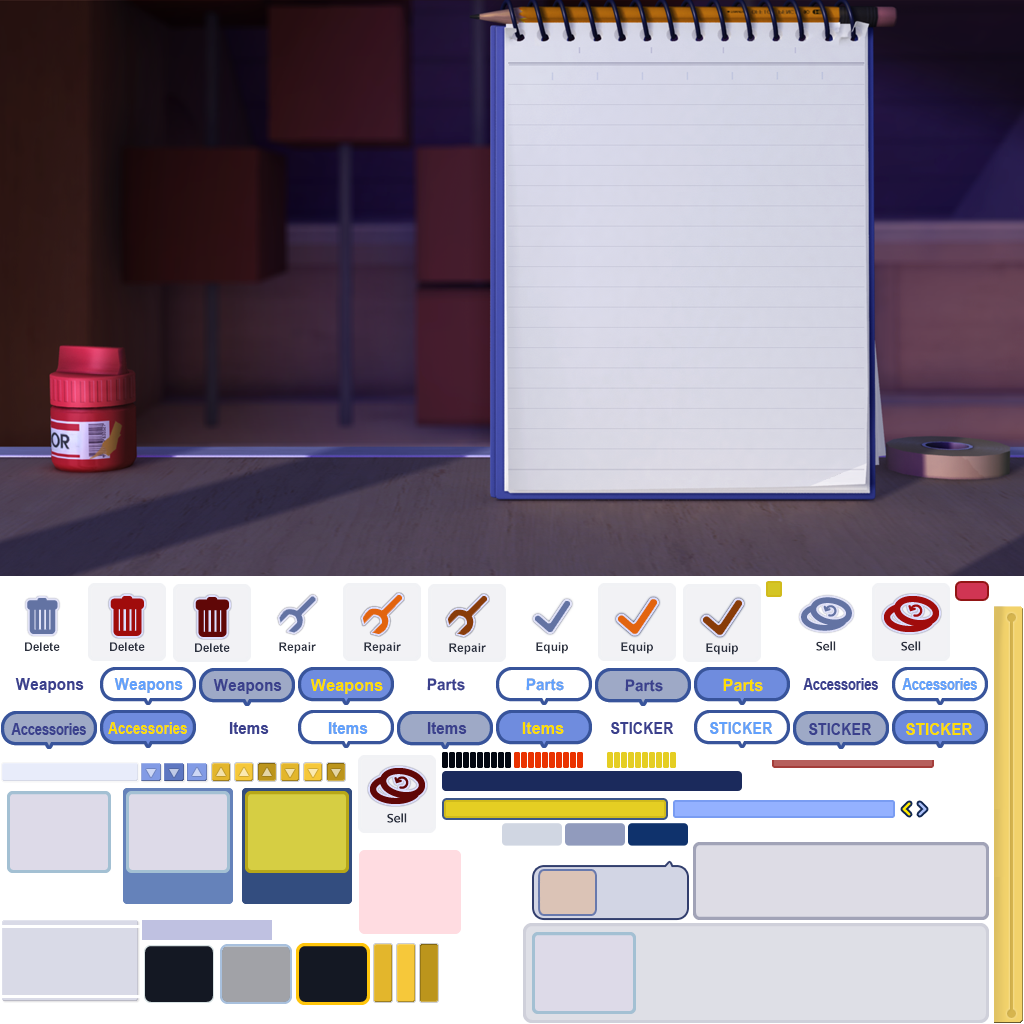 OR
Delete Delete Delete Repair Repair Repair Equip Equip Equip Sell Sell
Weapons Weapons Weapons Weapons Parts Parts Parts Parts Accessories Accessories
Accessories Accessories Items Items Items Items STICKER STICKER STICKER STICKER
Sell